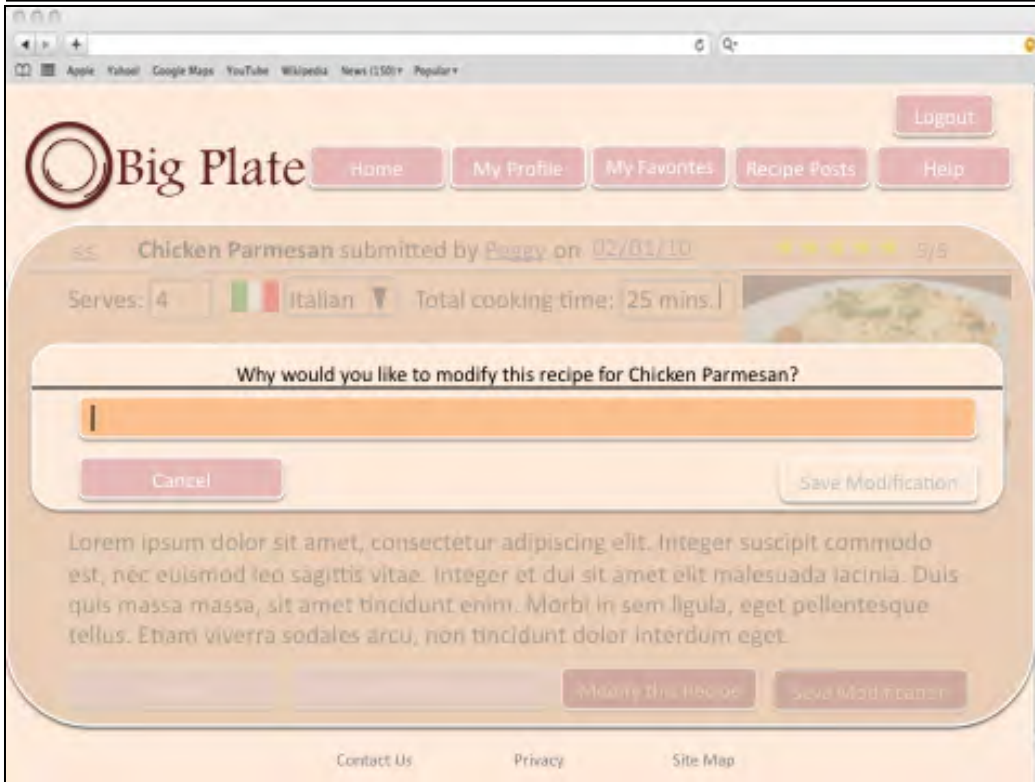 Apple Yahoo! Google Maps YouTube Wikipedia News (150) Popular
Logout
Big Plate
Home My Profile My Favorites Recipe Posts Help
<< Chicken Parmesan submitted by Peggy on 02/01/10 5/5
Serves: 4 Italian Total cooking time: 25 mins.
Why would you like to modify this recipe for Chicken Parmesan?
Cancel Save Modification
Lorem ipsum dolor sit amet, consectetur adipiscing elit. Integer suscipit commodo
est, nec euismod leo sagittis vitae. Integer et dui sit amet elit malesuada lacinia. Duis
quis massa massa, sit amet tincidunt enim. Morbi in sem ligula, eget pellentesque
tellus. Etiam viverra sodales arcu, non tincidunt dolor interdum eget.
Modify this Recipe Save Modification
Contact Us Privacy Site Map